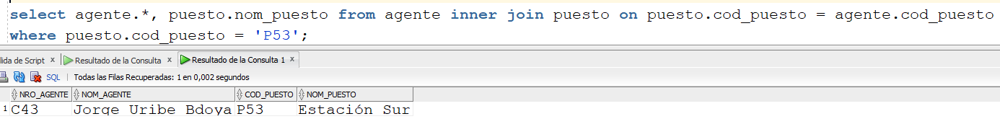 select agente.*, puesto.nom_puesto from agente inner join puesto on puesto.cod_puesto = agente.cod_puesto
where puesto.cod_puesto = 'P53';
lida de Script x Resultado de la Consulta x Resultado de la Consulta 1 x
SQL | Todas las Filas Recuperadas: 1 en 0,002 segundos
NRO_AGENTE NOM_AGENTE COD_PUESTO NOM_PUESTO
1 C43 Jorge Uribe Bdoya P53 Estación Sur